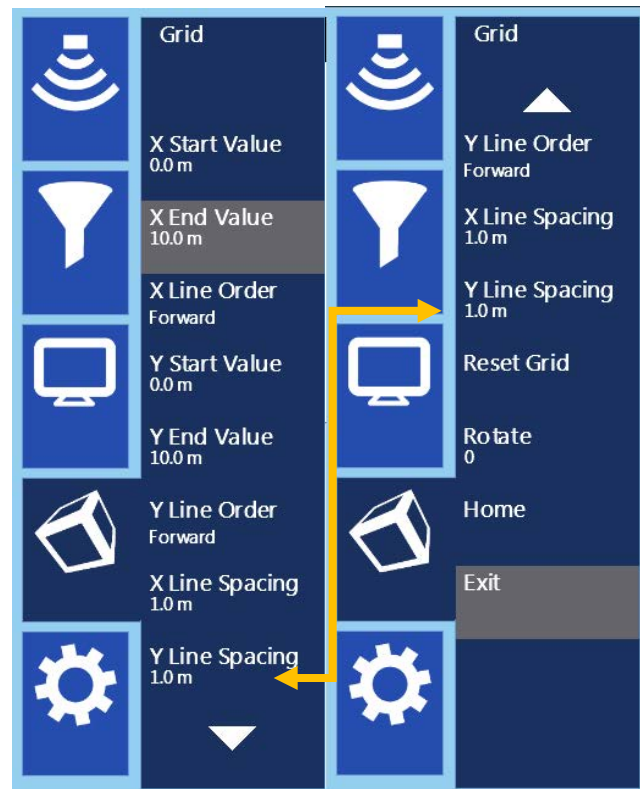 Grid
X Start Value
0.0 m
X End Value
10.0 m
X Line Order
Forward
Y Start Value
0.0 m
Y End Value
10.0 m
Y Line Order
Forward
X Line Spacing
1.0 m
Y Line Spacing
1.0 m
Grid
Y Line Order
Forward
X Line Spacing
1.0 m
Y Line Spacing
1.0 m
Reset Grid
Rotate
0
Home
Exit